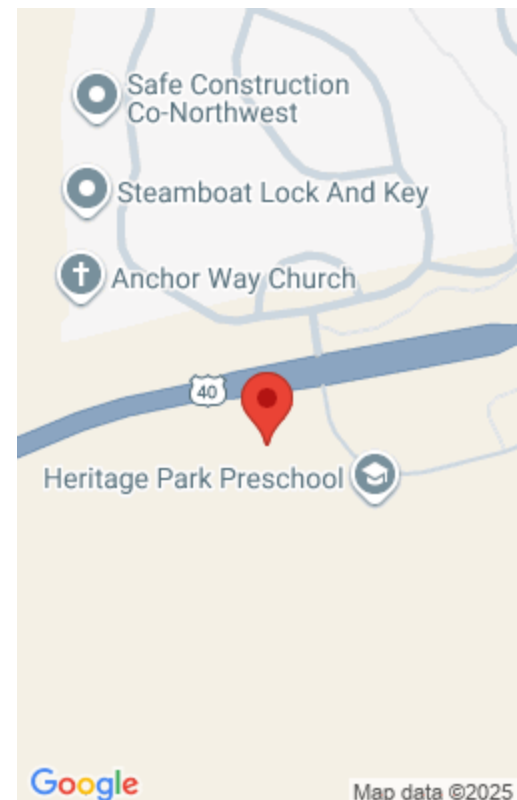 Safe Construction
Co-Northwest
Steamboat Lock And Key
Anchor Way Church
40
Heritage Park Preschool
Google
Map data ©2025